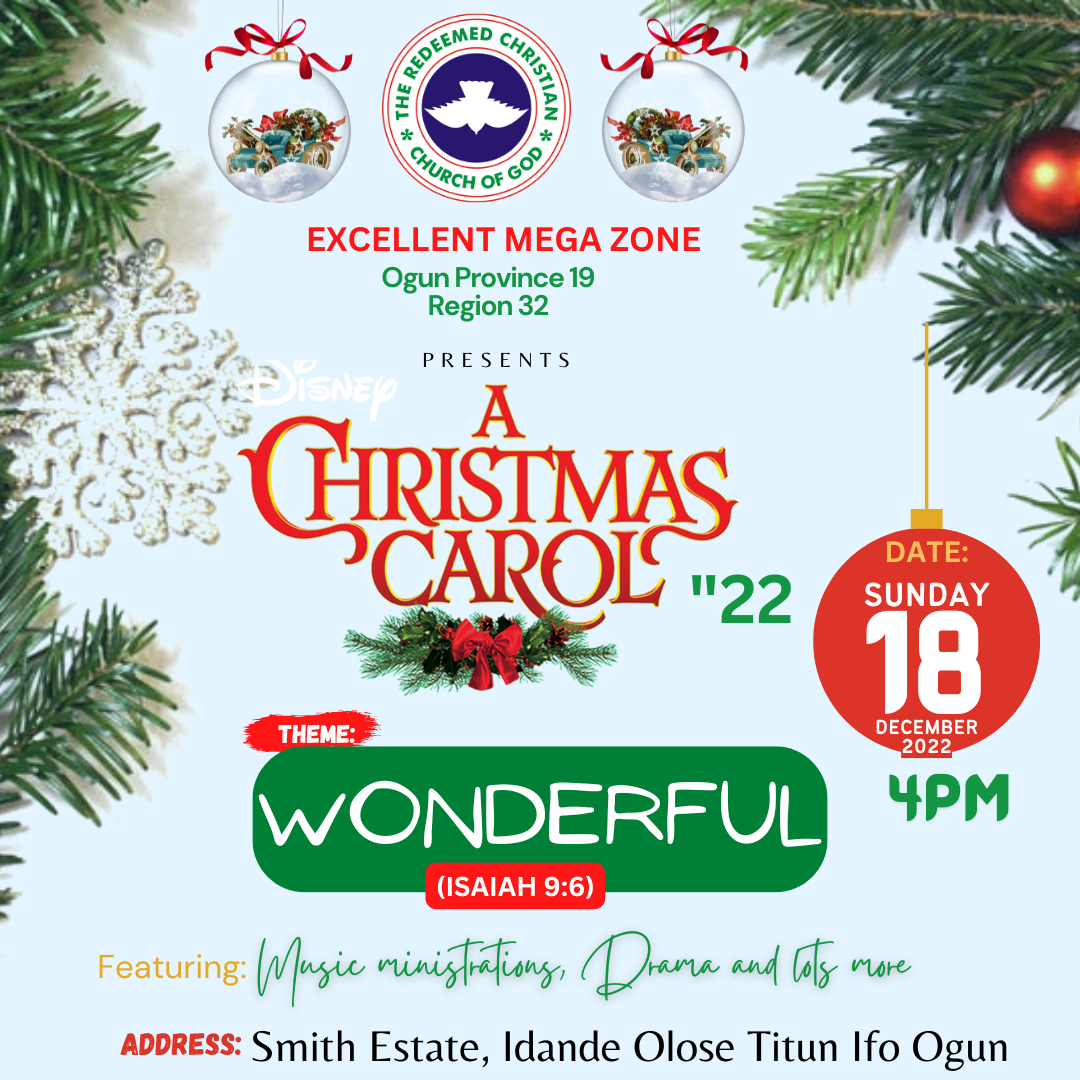 THE REDEEMED CHRISTIAN
* CHURCH OF GOD *
EXCELLENT MEGA ZONE
Ogun Province 19
Region 32
PRESENTS
Disney
A
CHRISTMAS
CAROL
"22
DATE:
SUNDAY
18
DECEMBER
2022
4PM
THEME:
WONDERFUL
(ISAIAH 9:6)
Featuring: Music ministrations, Drama and lots more
ADDRESS: Smith Estate, Idande Olose Titun Ifo Ogun